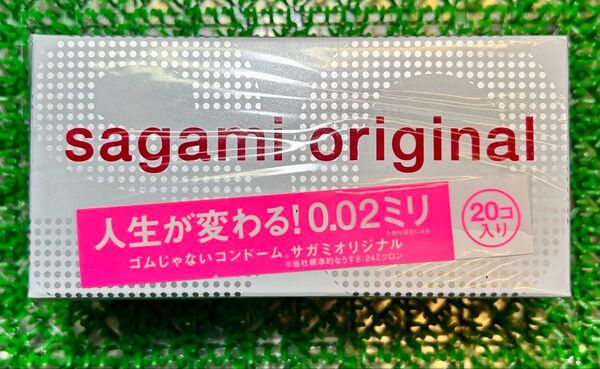 sagami original
人生が変わる!0.02ミリ
ゴムじゃないコンドーム。サガミオリジナル
20コ
入り